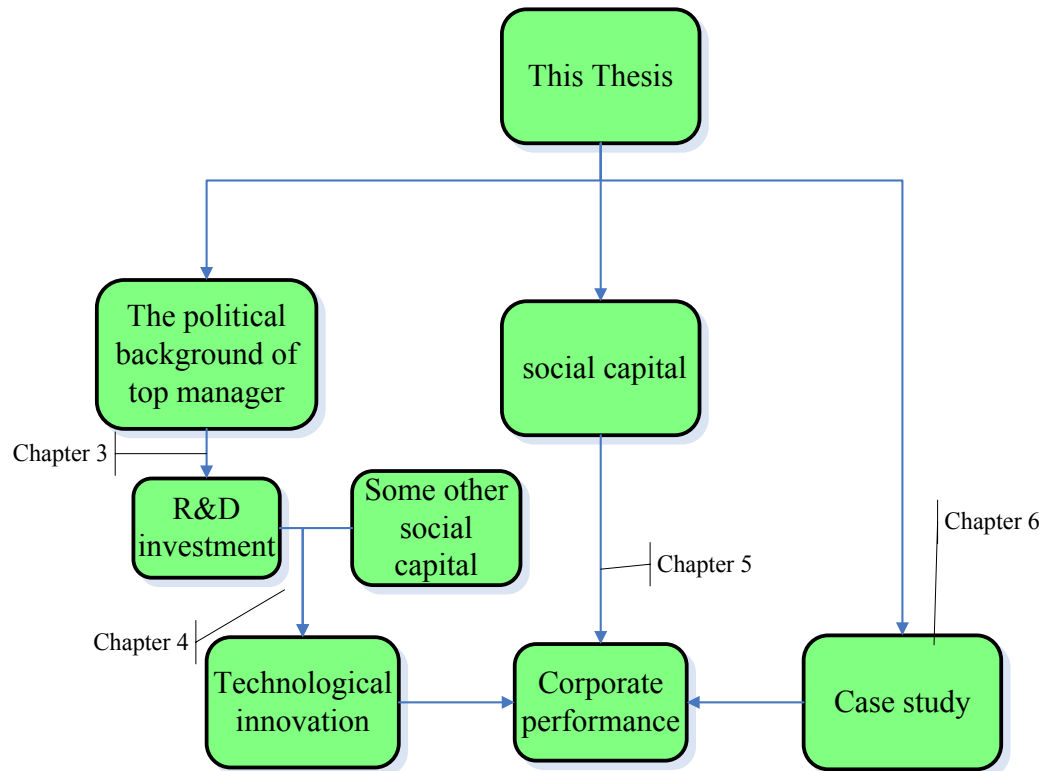 This Thesis
The political
background of
top manager
social capital
Chapter 3
R&D
investment
Some other
social
capital
Chapter 6
Chapter 5
Chapter 4
Technological
innovation
Corporate
performance
Case study